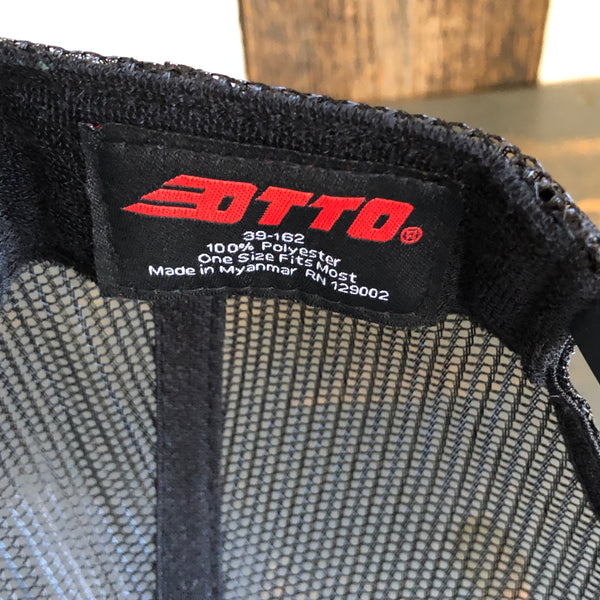 OTTO®
39-162
100% Polyester
One Size Fits Most
Made in Myanmar RN 129002